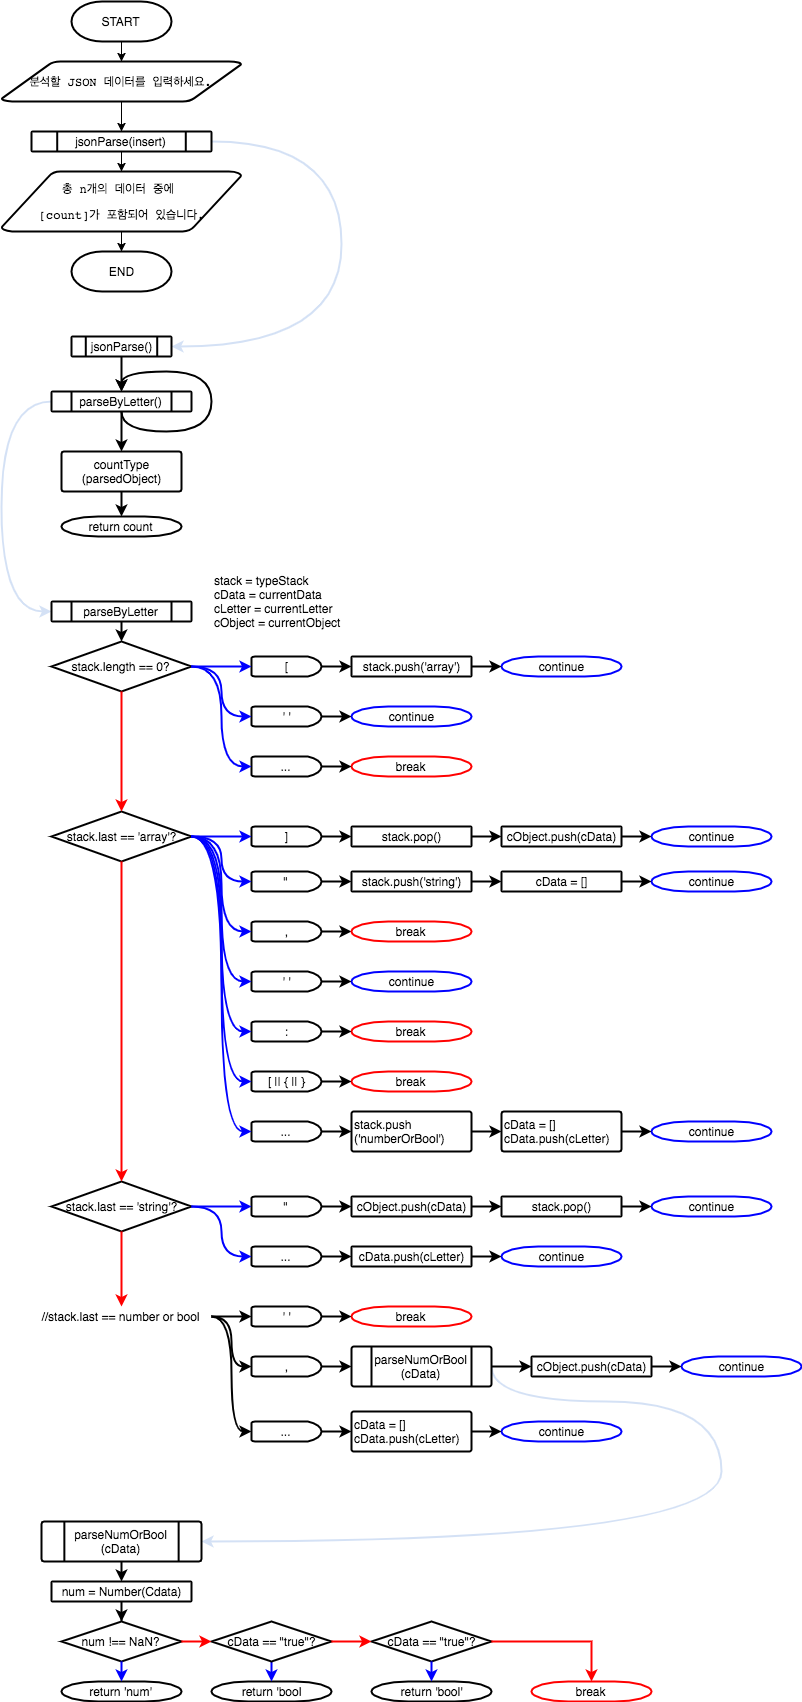 START
분석할 JSON 데이터를 입력하세요.
jsonParse(insert)
총 n개의 데이터 중에
[count]가 포함되어 있습니다.
END
jsonParse()
parseByLetter()
countType
(parsedObject)
return count
stack = typeStack
cData = currentData
cLetter = currentLetter
cObject = currentObject
parseByLetter
stack.length == 0?
[
stack.push('array')
continue
' '
continue
...
break
stack.last == 'array'?
]
stack.pop()
cObject.push(cData)
continue
"
stack.push('string')
cData = []
continue
,
break
' '
continue
:
break
[ || { || }
break
...
stack.push
('numberOrBool')
cData = []
cData.push(cLetter)
continue
stack.last == 'string'?
"
cObject.push(cData)
stack.pop()
continue
...
cData.push(cLetter)
continue
//stack.last == number or bool
' '
break
,
parseNumOrBool
(cData)
cObject.push(cData)
continue
...
cData = []
cData.push(cLetter)
continue
parseNumOrBool
(cData)
num = Number(Cdata)
num !== NaN?
cData == "true"?
cData == "true"?
return 'num'
return 'bool
return 'bool'
break